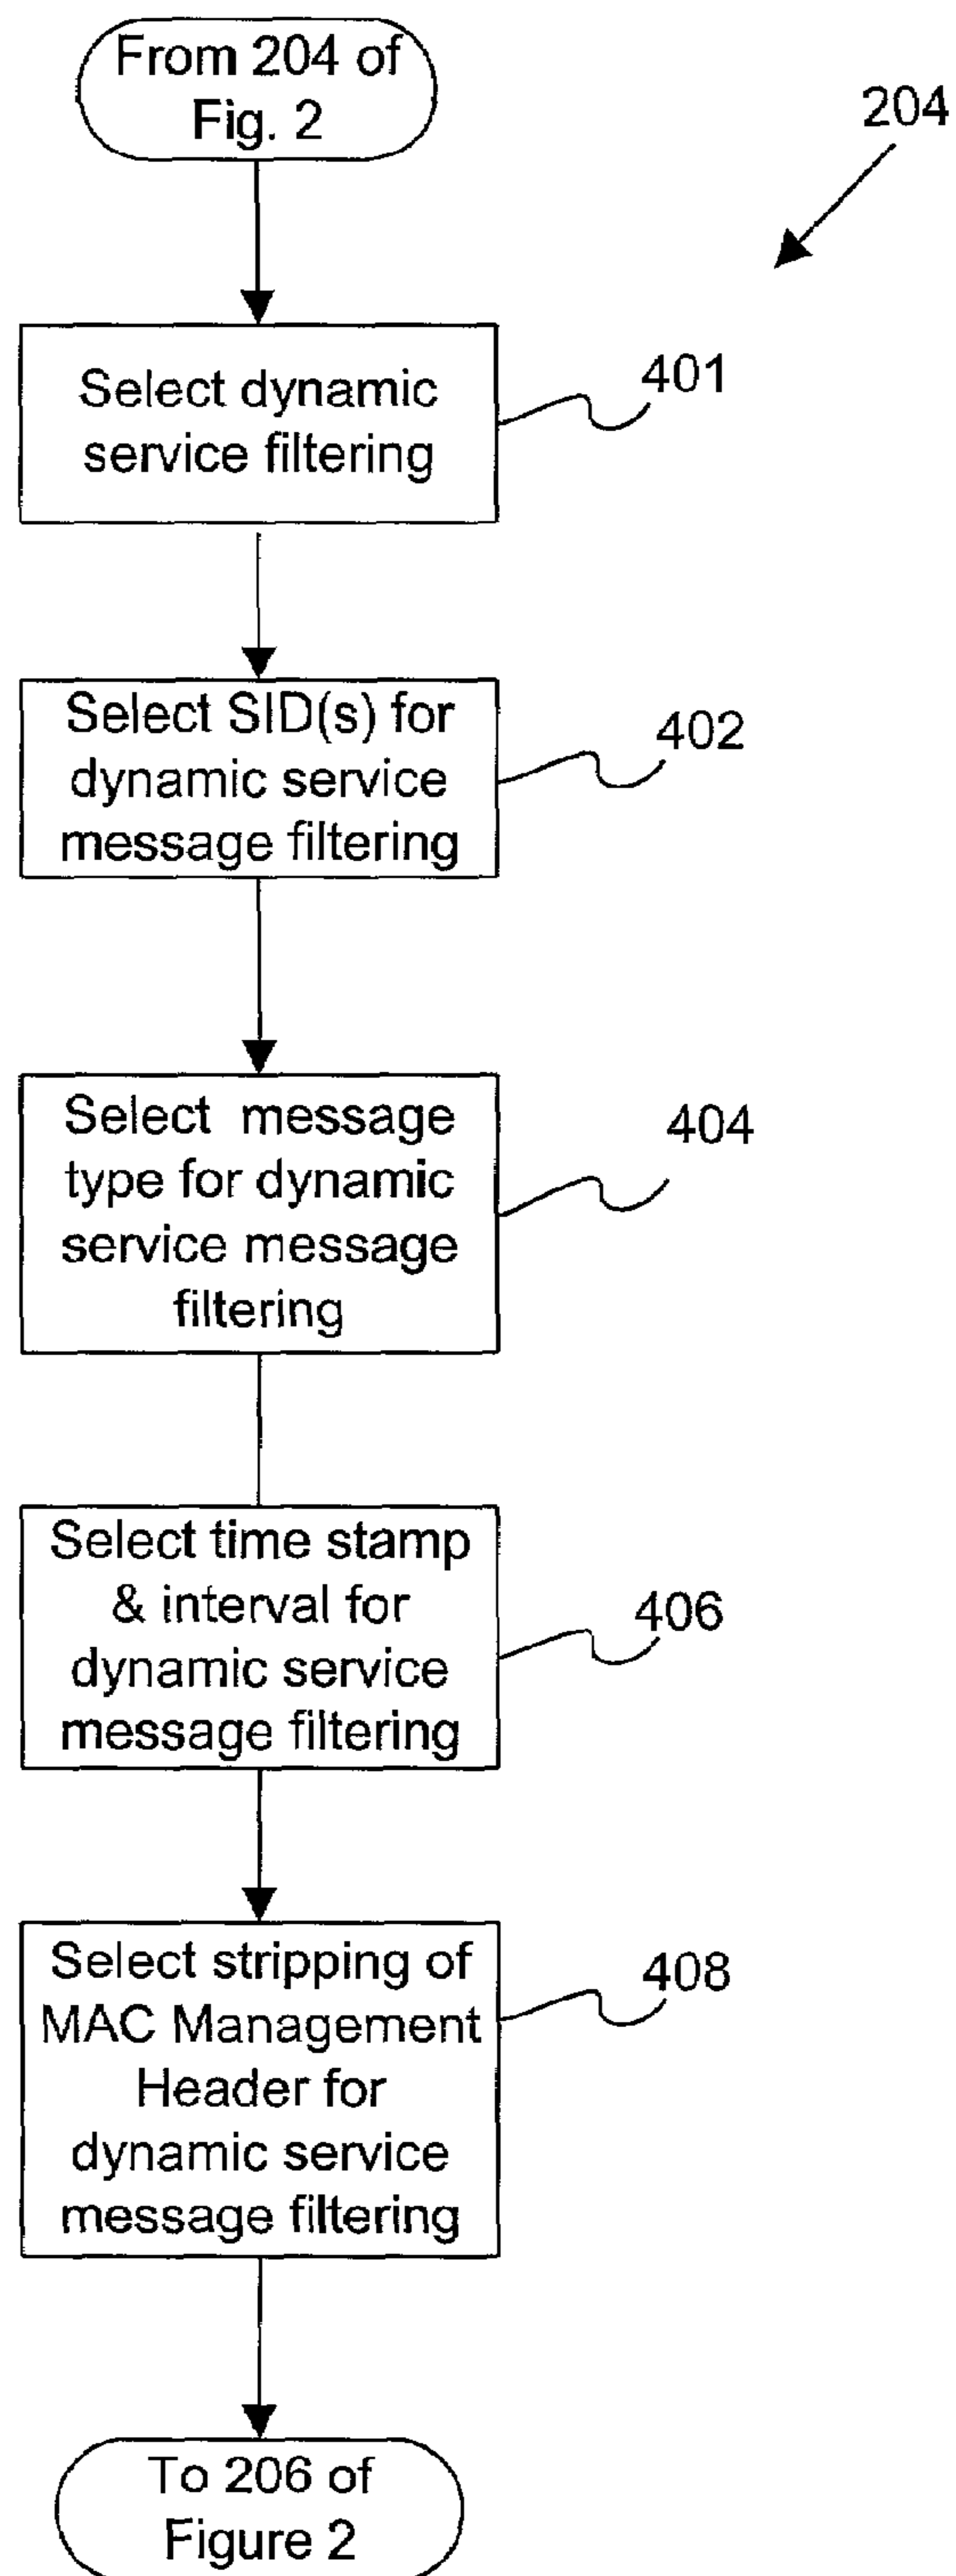 From 204 of
Fig. 2
204
Select dynamic
service filtering
401
Select SID(s) for
dynamic service
message filtering
402
Select message
type for dynamic
service message
filtering
404
Select time stamp
& interval for
dynamic service
message filtering
406
Select stripping of
MAC Management
Header for
dynamic service
message filtering
408
To 206 of
Figure 2